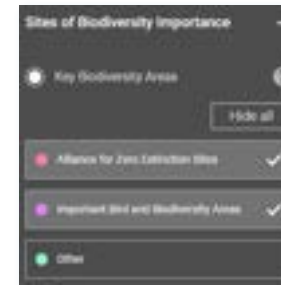 Sites of Biodiversity Importance
Key Biodiversity Areas
Hide all
Alliance for Zero Extinction Sites
Important Bird and Biodiversity Areas
Other